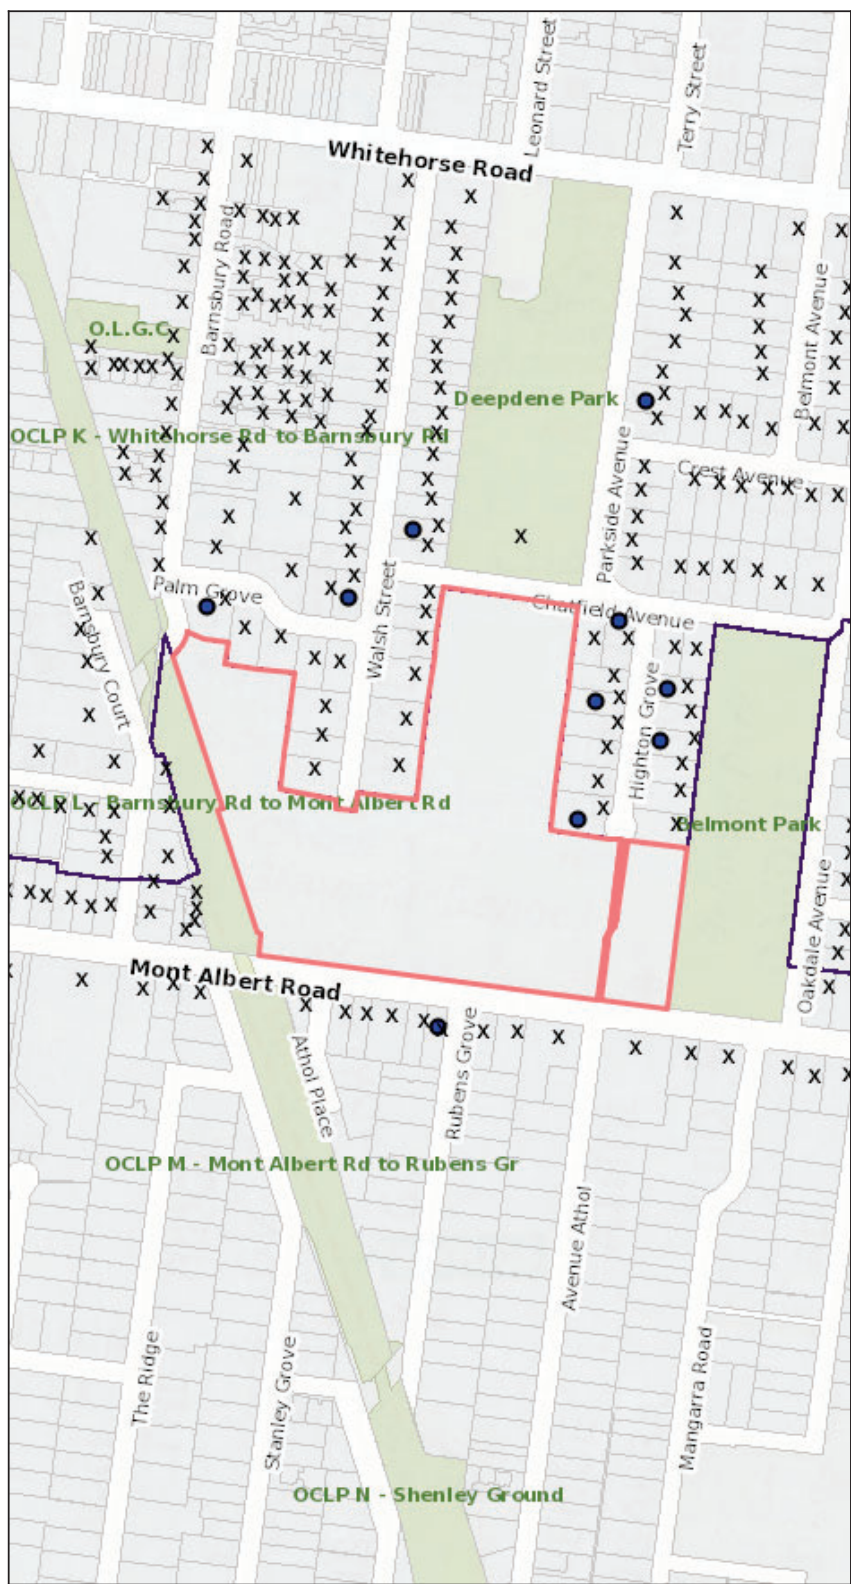 Leonard Street
Terry Street
Whitehorse Road
Barnsbury Road
Belmont Avenue
O.L.G.C
Deepdene Park
OCLP K - Whitehorse Rd to Barnsbury Rd
Crest Avenue
Parkside Avenue
Palm Grove
Barnsbury Court
Walsh Street
Chatfield Avenue
Highton Grove
OCLP L - Barnsbury Rd to Mont Albert Rd
Belmont Park
Oakdale Avenue
Mont Albert Road
Athol Place
Rubens Grove
OCLP M - Mont Albert Rd to Rubens Gr
Avenue Athol
The Ridge
Stanley Grove
Mangarra Road
OCLP N - Shenley Ground